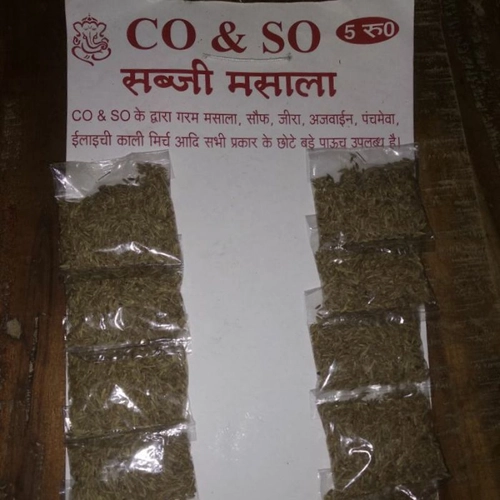 CO & SO 5 रु0
सब्जी मसाला
CO & SO के द्वारा गरम मसाला, सौफ, जीरा, अजवाईन, पंचमेवा,
ईलाइची काली मिर्च आदि सभी प्रकार के छोटे बडे पाऊच उपलब्ध है।